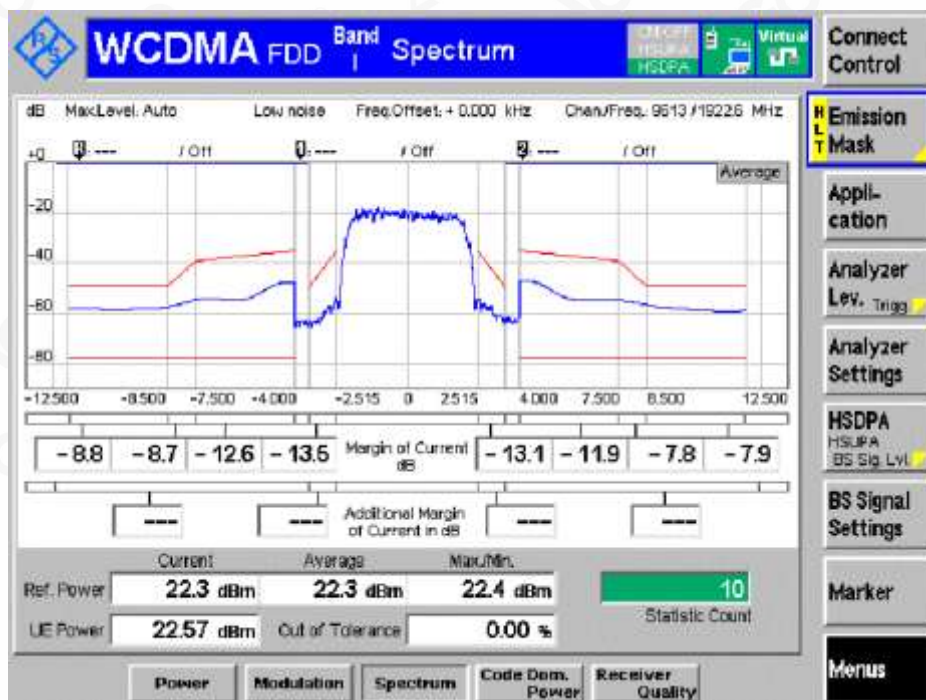 WCDMA FDD Band I Spectrum
HSDPA
Virtual
Connect Control
dB Max.Level: Auto Low noise Freq.Offset: + 0.000 kHz Chan./Freq.: 9613 / 1922.6 MHz
--- / Off --- / Off 2: --- / Off
Average
+0
-20
-40
-60
-80
-12.500 -8.500 -7.500 -4.000 -2.515 0 2.515 4.000 7.500 8.500 12.500
-8.8 -8.7 -12.6 -13.5 Margin of Current dB -13.1 -11.9 -7.8 -7.9
--- --- Additional Margin of Current in dB --- ---
Current Average Max./Min.
Ref. Power 22.3 dBm 22.3 dBm 22.4 dBm 10
Statistic Count
UE Power 22.57 dBm Out of Tolerance 0.00 %
Power Modulation Spectrum Code Dom. Power Receiver Quality
HLT
Emission Mask
Appli-
cation
Analyzer
Lev. Trigg
Analyzer
Settings
HSDPA
HSUPA
BS Sig. Lvl.
BS Signal
Settings
Marker
Menus